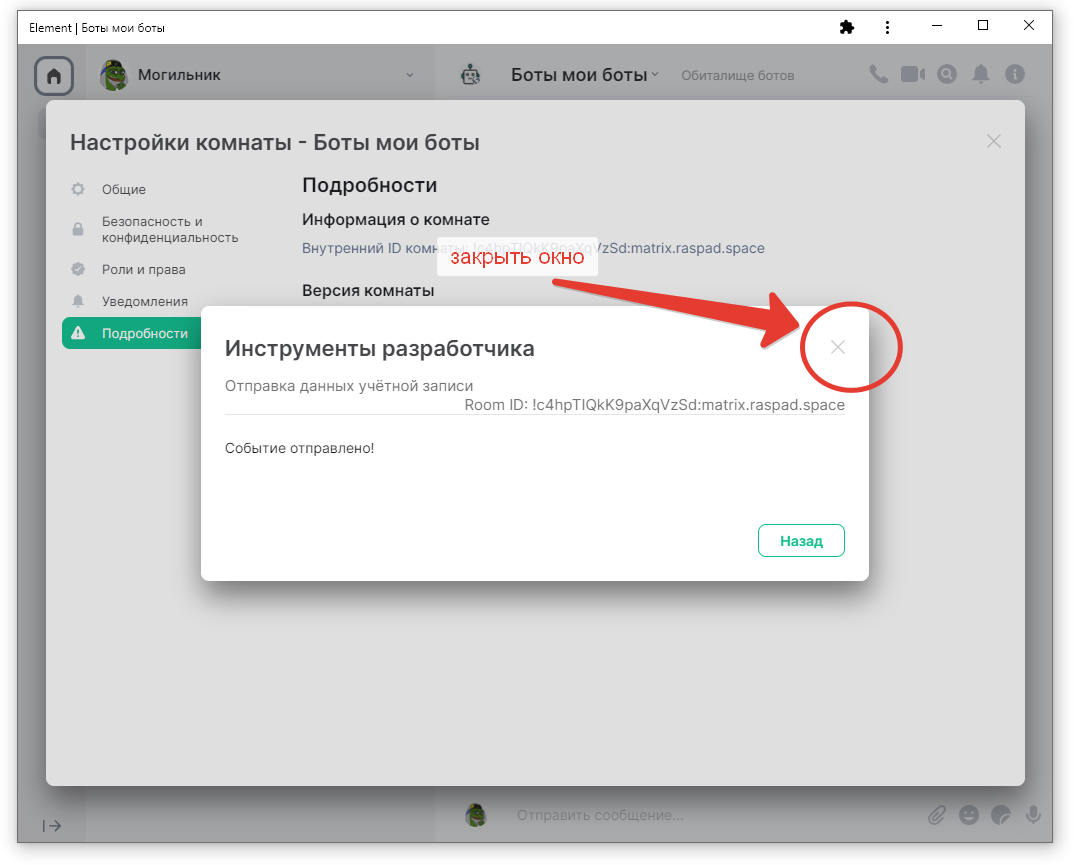 Element | Боты мои боты
Могильник
Боты мои боты
Обиталище ботов
Настройки комнаты - Боты мои боты
Общие
Безопасность и
конфиденциальность
Роли и права
Уведомления
Подробности
Подробности
Информация о комнате
Внутренний ID комнаты: !c4hpTIQkK9paXqVzSd:matrix.raspad.space
закрыть окно
Версия комнаты
Инструменты разработчика
Отправка данных учётной записи
Room ID: !c4hpTIQkK9paXqVzSd:matrix.raspad.space
Событие отправлено!
Назад
Отправить сообщение...